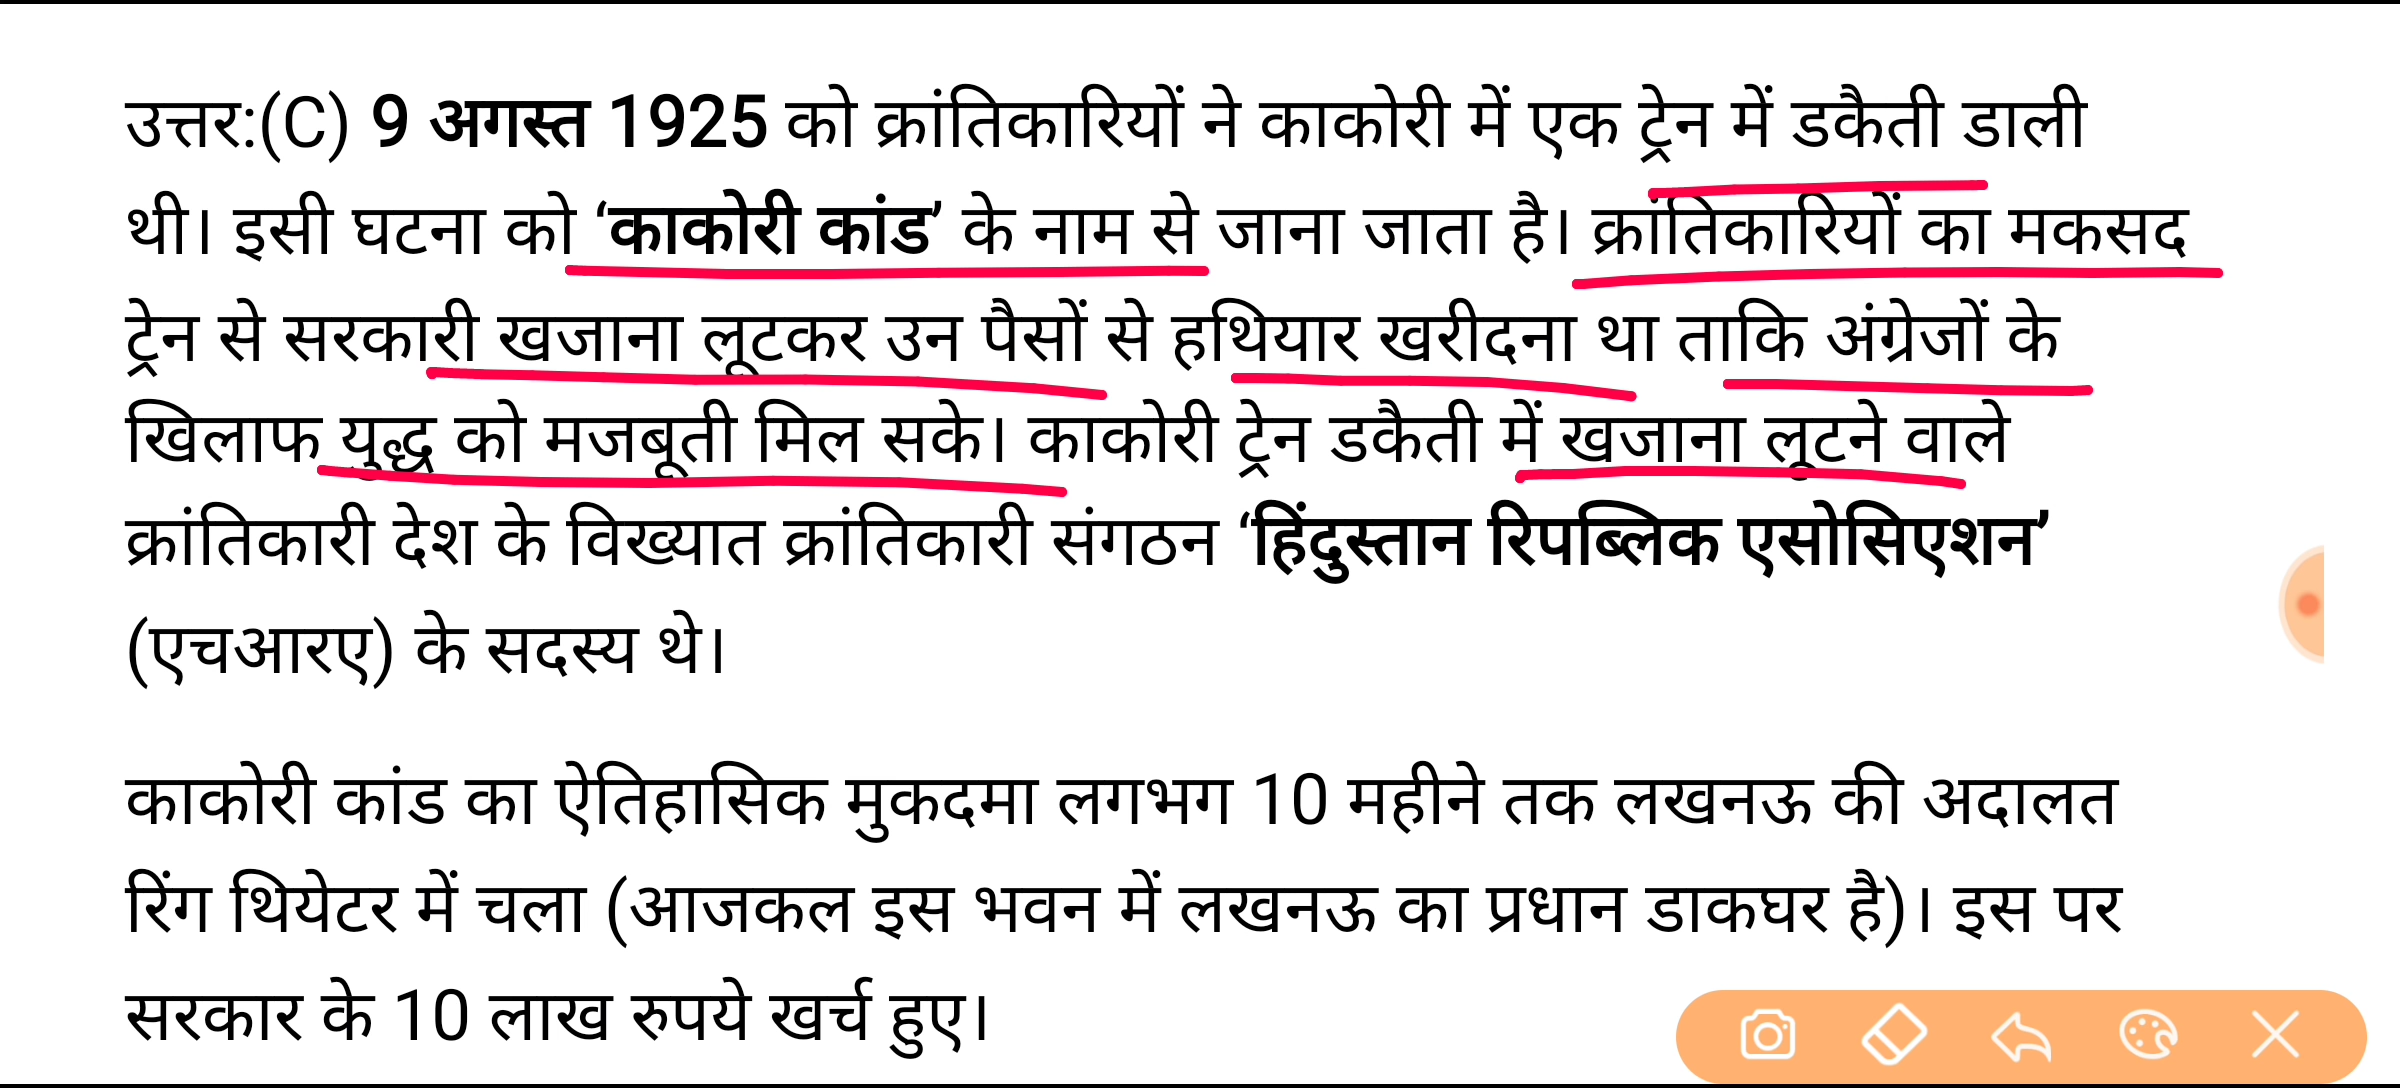 उत्तर:(C) 9 अगस्त 1925 को क्रांतिकारियों ने काकोरी में एक ट्रेन में डकैती डाली
थी। इसी घटना को ‘काकोरी कांड’ के नाम से जाना जाता है। क्रांतिकारियों का मकसद
ट्रेन से सरकारी खजाना लूटकर उन पैसों से हथियार खरीदना था ताकि अंग्रेजों के
खिलाफ युद्ध को मजबूती मिल सके। काकोरी ट्रेन डकैती में खजाना लूटने वाले
क्रांतिकारी देश के विख्यात क्रांतिकारी संगठन ‘हिंदुस्तान रिपब्लिक एसोसिएशन’
(एचआरए) के सदस्य थे।
काकोरी कांड का ऐतिहासिक मुकदमा लगभग 10 महीने तक लखनऊ की अदालत
रिंग थियेटर में चला (आजकल इस भवन में लखनऊ का प्रधान डाकघर है)। इस पर
सरकार के 10 लाख रुपये खर्च हुए।